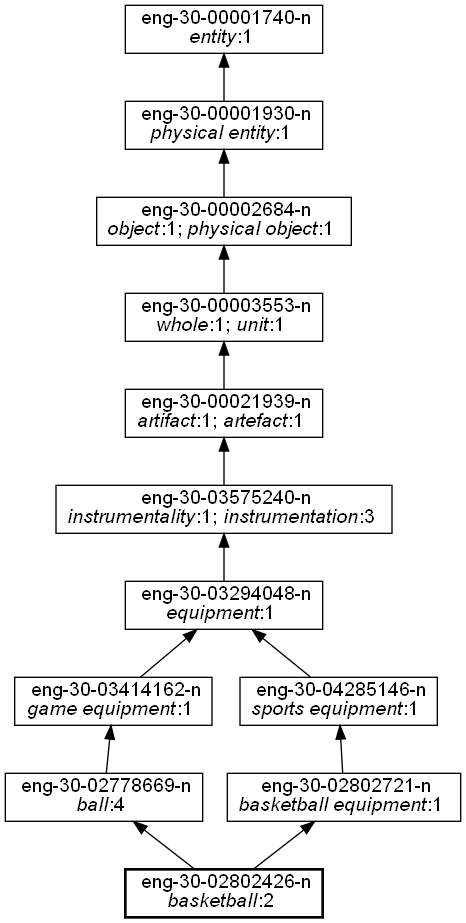 eng-30-00001740-n
entity:1
eng-30-00001930-n
physical entity:1
eng-30-00002684-n
object:1; physical object:1
eng-30-00003553-n
whole:1; unit:1
eng-30-00021939-n
artifact:1; artefact:1
eng-30-03575240-n
instrumentality:1; instrumentation:3
eng-30-03294048-n
equipment:1
eng-30-03414162-n
game equipment:1
eng-30-04285146-n
sports equipment:1
eng-30-02778669-n
ball:4
eng-30-02802721-n
basketball equipment:1
eng-30-02802426-n
basketball:2